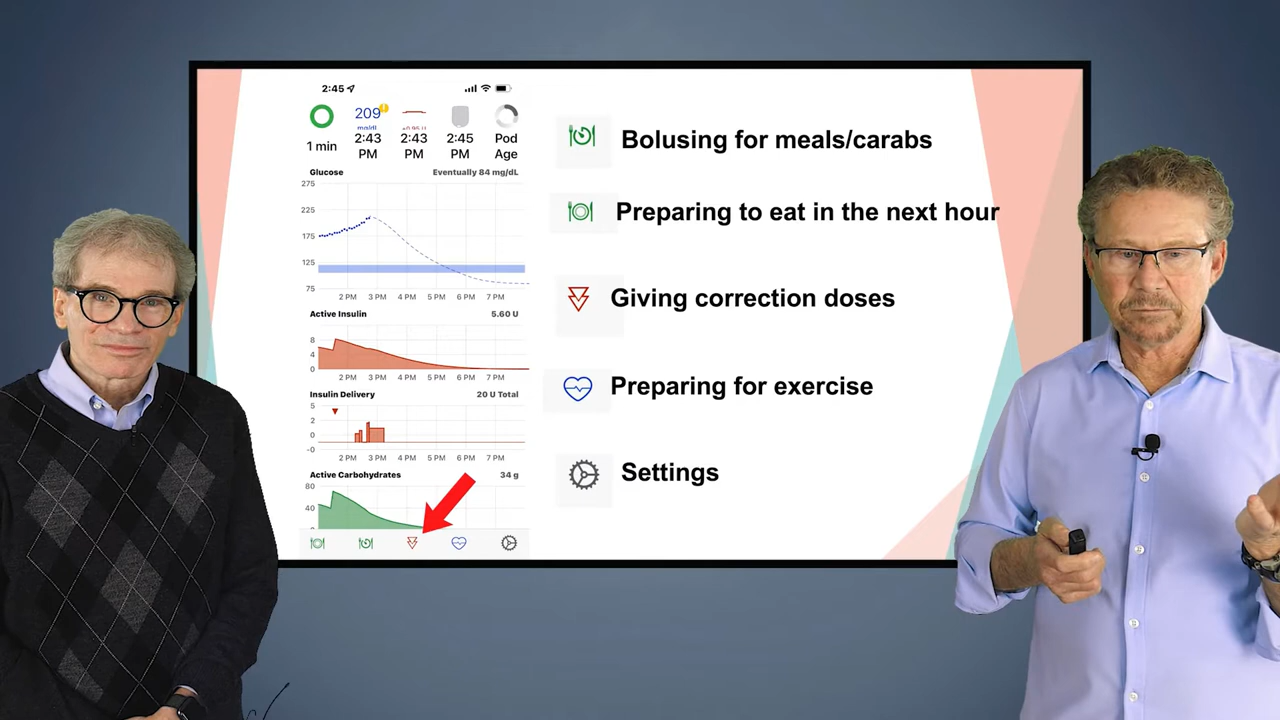 2:45
209
mg/dl
1 min
2:43
PM
2:43
PM
2:45
PM
Pod
Age
Glucose
Eventually 84 mg/dL
275
225
175
125
75
2 PM 3 PM 4 PM 5 PM 6 PM 7 PM
Active Insulin
5.60 U
8
4
0
2 PM 3 PM 4 PM 5 PM 6 PM 7 PM
Insulin Delivery
20 U Total
5
2
0
-0
2 PM 3 PM 4 PM 5 PM 6 PM 7 PM
Active Carbohydrates
34 g
80
40
0
Bolusing for meals/carabs
Preparing to eat in the next hour
Giving correction doses
Preparing for exercise
Settings